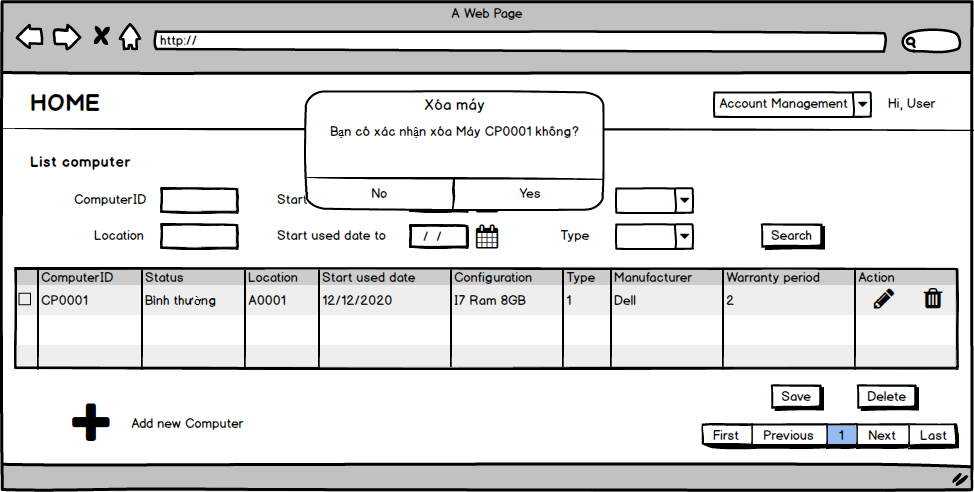 A Web Page
http://
HOME
Account Management
Hi, User
Xóa máy
Bạn có xác nhận xóa Máy CP0001 không?
No
Yes
List computer
ComputerID
Start
Location
Start used date to
/ /
Type
Search
ComputerID Status Location Start used date Configuration Type Manufacturer Warranty period Action
CP0001 Bình thường A0001 12/12/2020 I7 Ram 8GB 1 Dell 2
Save
Delete
Add new Computer
First Previous 1 Next Last